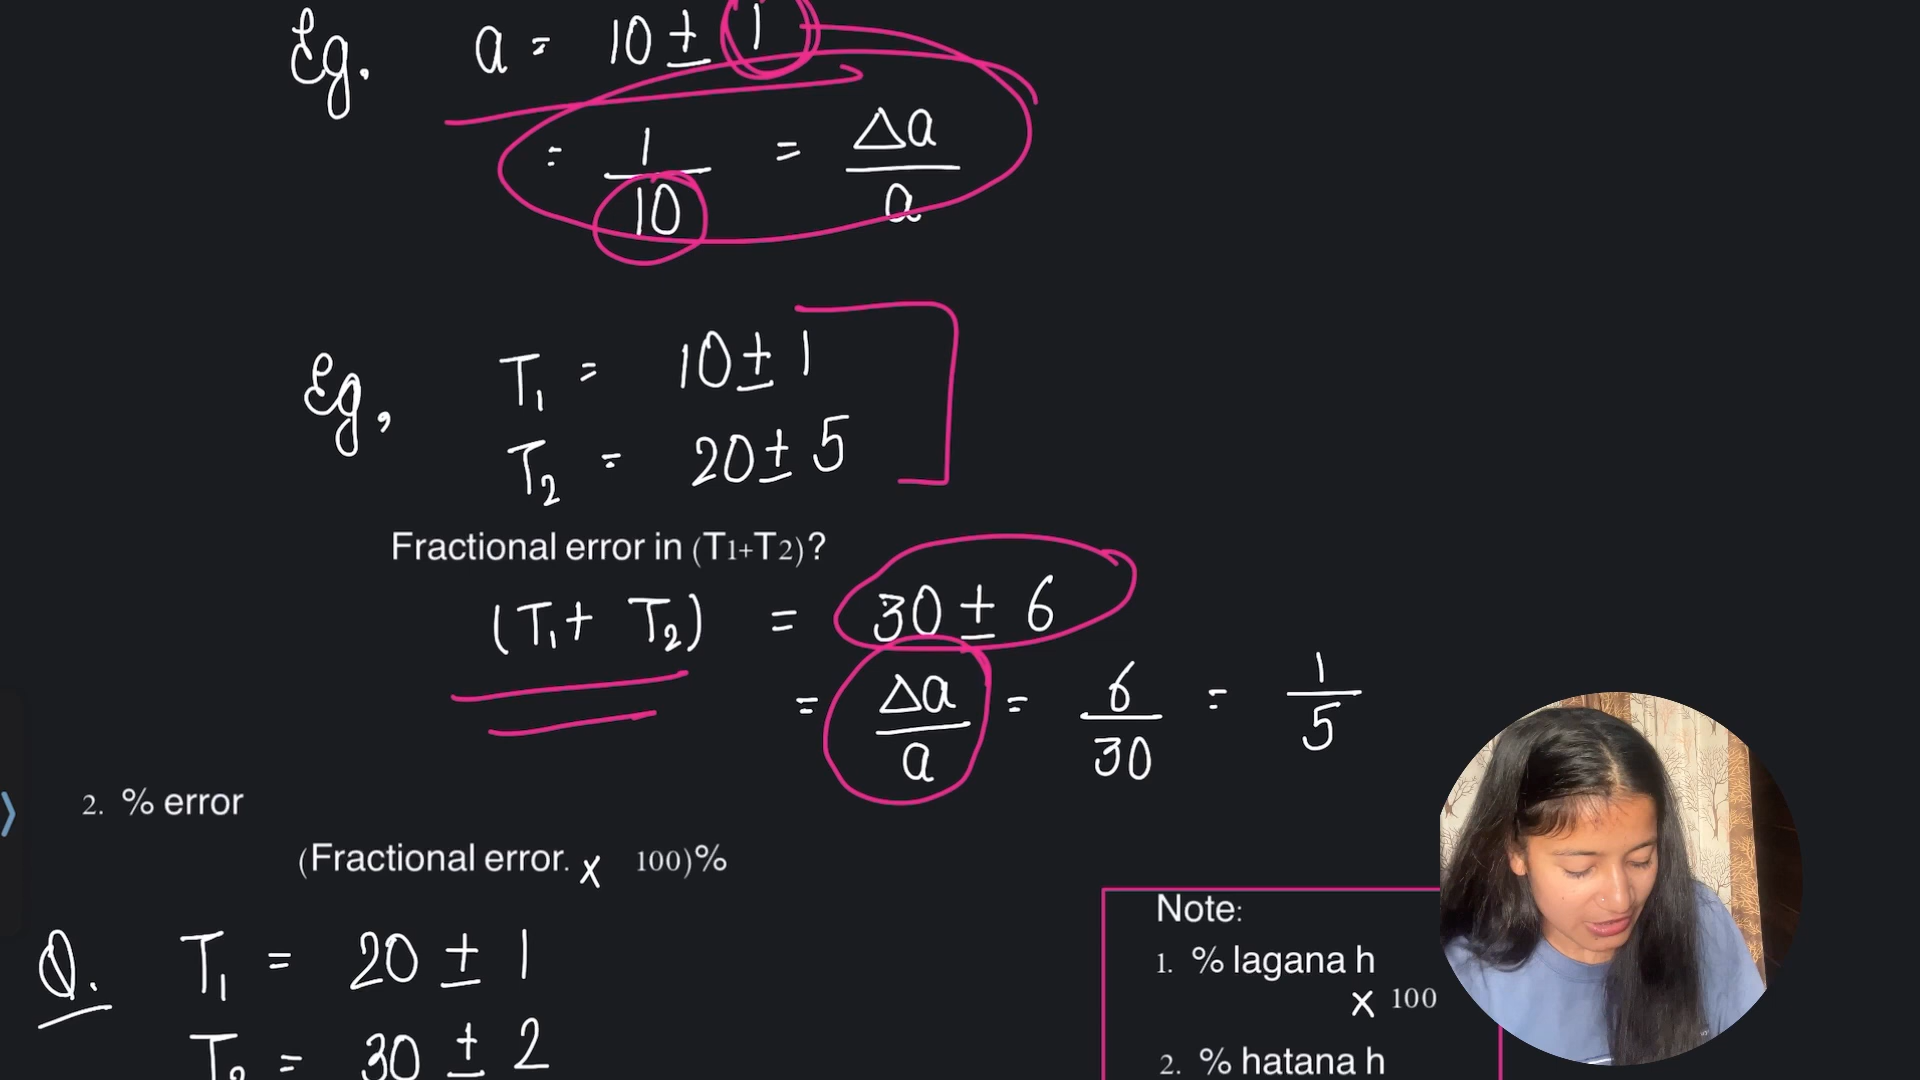 Eg. a = 10 ± 1
= 1/10 = Δa/a
Eg, T₁ = 10 ± 1
T₂ = 20 ± 5
Fractional error in (T1+T2)?
(T₁ + T₂) = 30 ± 6
= Δa/a = 6/30 = 1/5
2. % error
(Fractional error. x 100)%
Q. T₁ = 20 ± 1
T₂ = 30 ± 2
Note:
1. % lagana h
x 100
2. % hatana h